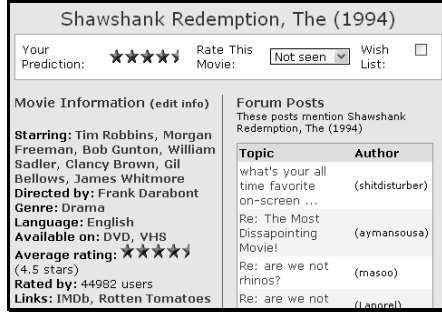 Shawshank Redemption, The (1994)
Your Prediction:
Rate This Movie:
Not seen
Wish List:
Movie Information (edit info)
Starring: Tim Robbins, Morgan
Freeman, Bob Gunton, William
Sadler, Clancy Brown, Gil
Bellows, James Whitmore
Directed by: Frank Darabont
Genre: Drama
Language: English
Available on: DVD, VHS
Average rating:
(4.5 stars)
Rated by: 44982 users
Links: IMDb, Rotten Tomatoes
Forum Posts
These posts mention Shawshank
Redemption, The (1994)
Topic Author
what's your all
time favorite
on-screen ...
(shitdisturber)
Re: The Most
Dissapointing
Movie!
(aymansousa)
Re: are we not
rhinos?
(masoo)
Re: are we not